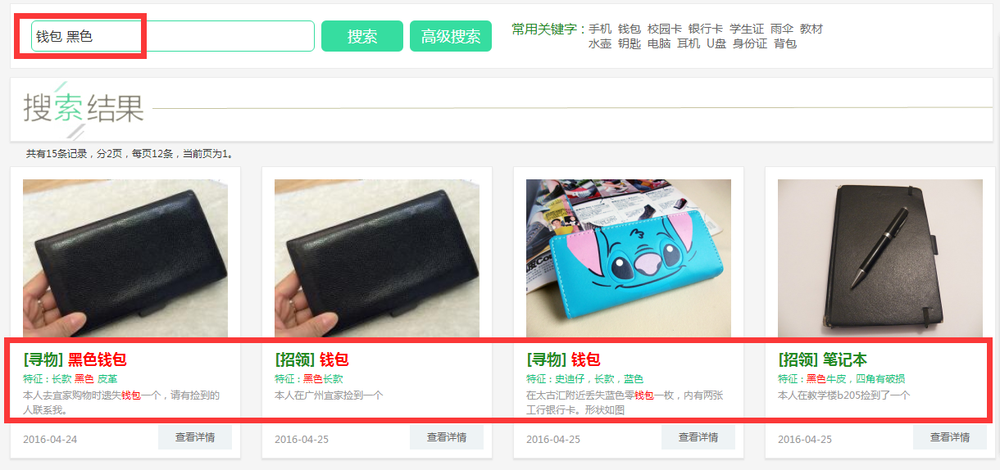 钱包 黑色
搜索
高级搜索
常用关键字 : 手机 钱包 校园卡 银行卡 学生证 雨伞 教材
水壶 钥匙 电脑 耳机 U盘 身份证 背包
搜索结果
共有15条记录，分2页，每页12条，当前页为1。
[寻物] 黑色钱包
特征：长款 黑色 皮革
本人去宜家购物时遗失钱包一个，请有捡到的
人联系我。
2016-04-24
查看详情
[招领] 钱包
特征：黑色长款
本人在广州宜家捡到一个
2016-04-25
查看详情
[寻物] 钱包
特征：史迪仔，长款，蓝色
在太古汇附近丢失蓝色零钱包一枚，内有两张
工行银行卡。形状如图
2016-04-25
查看详情
[招领] 笔记本
特征：黑色牛皮，四角有破损
本人在教学楼b205捡到了一个
2016-04-25
查看详情